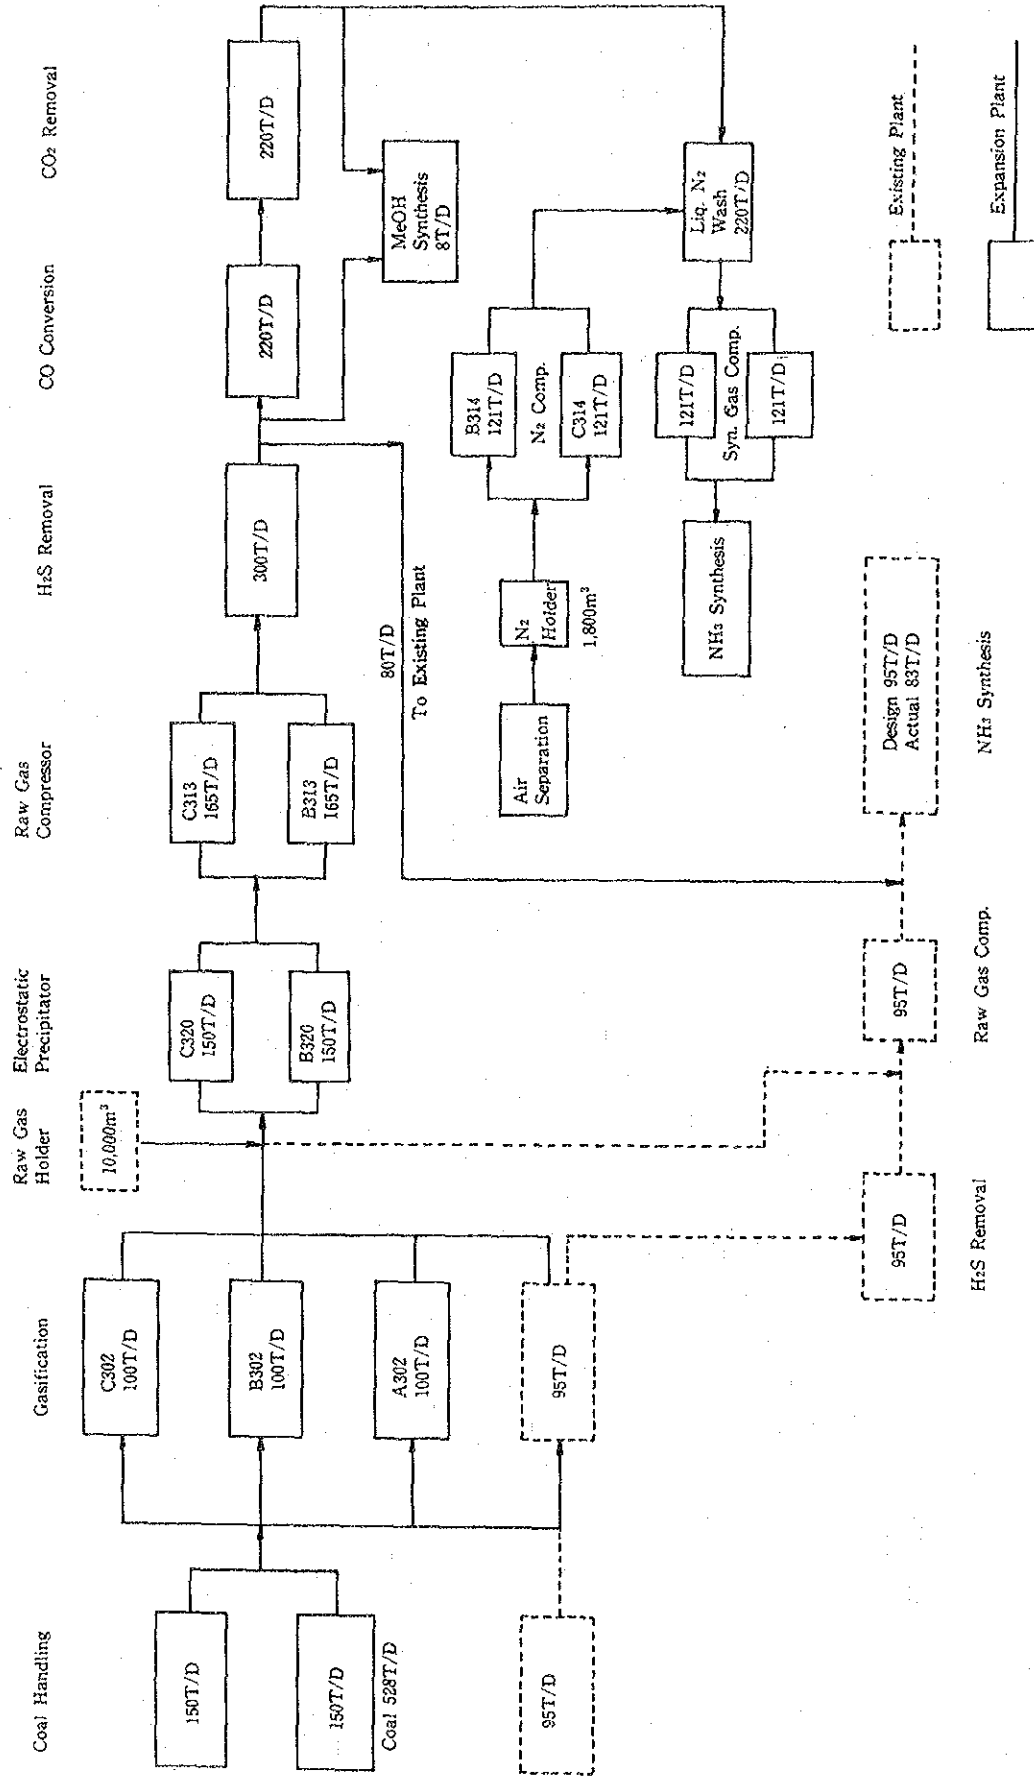 Coal Handling
Gasification
Raw Gas
Holder
Electrostatic
Precipitator
Raw Gas
Compressor
H₂S Removal
CO Conversion
CO₂ Removal
150T/D
150T/D
Coal 528T/D
95T/D
C302
100T/D
B302
100T/D
A302
100T/D
95T/D
10,000m³
C320
150T/D
B320
150T/D
C313
165T/D
B313
165T/D
300T/D
220T/D
220T/D
MeOH
Synthesis
8T/D
80T/D
To Existing Plant
Air
Separation
N₂
Holder
1,800m³
B314
121T/D
N₂ Comp.
C314
121T/D
Liq. N₂
Wash
220T/D
121T/D
Syn. Gas Comp.
121T/D
NH₃ Synthesis
95T/D
H₂S Removal
95T/D
Raw Gas Comp.
Design 95T/D
Actual 83T/D
NH₃ Synthesis
Existing Plant
Expansion Plant